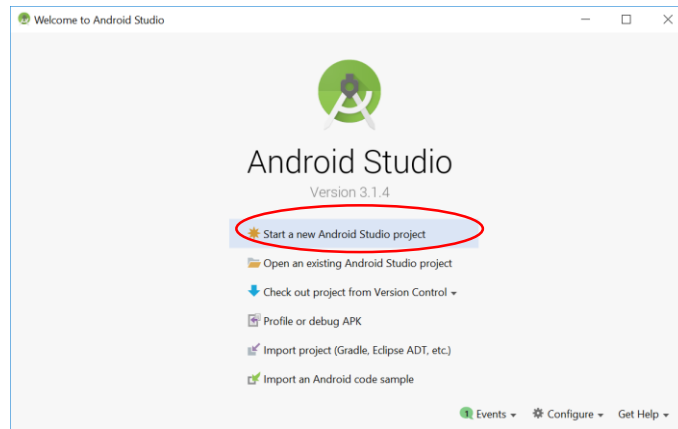 Welcome to Android Studio
Android Studio
Version 3.1.4
Start a new Android Studio project
Open an existing Android Studio project
Check out project from Version Control
Profile or debug APK
Import project (Gradle, Eclipse ADT, etc.)
Import an Android code sample
1 Events Configure Get Help